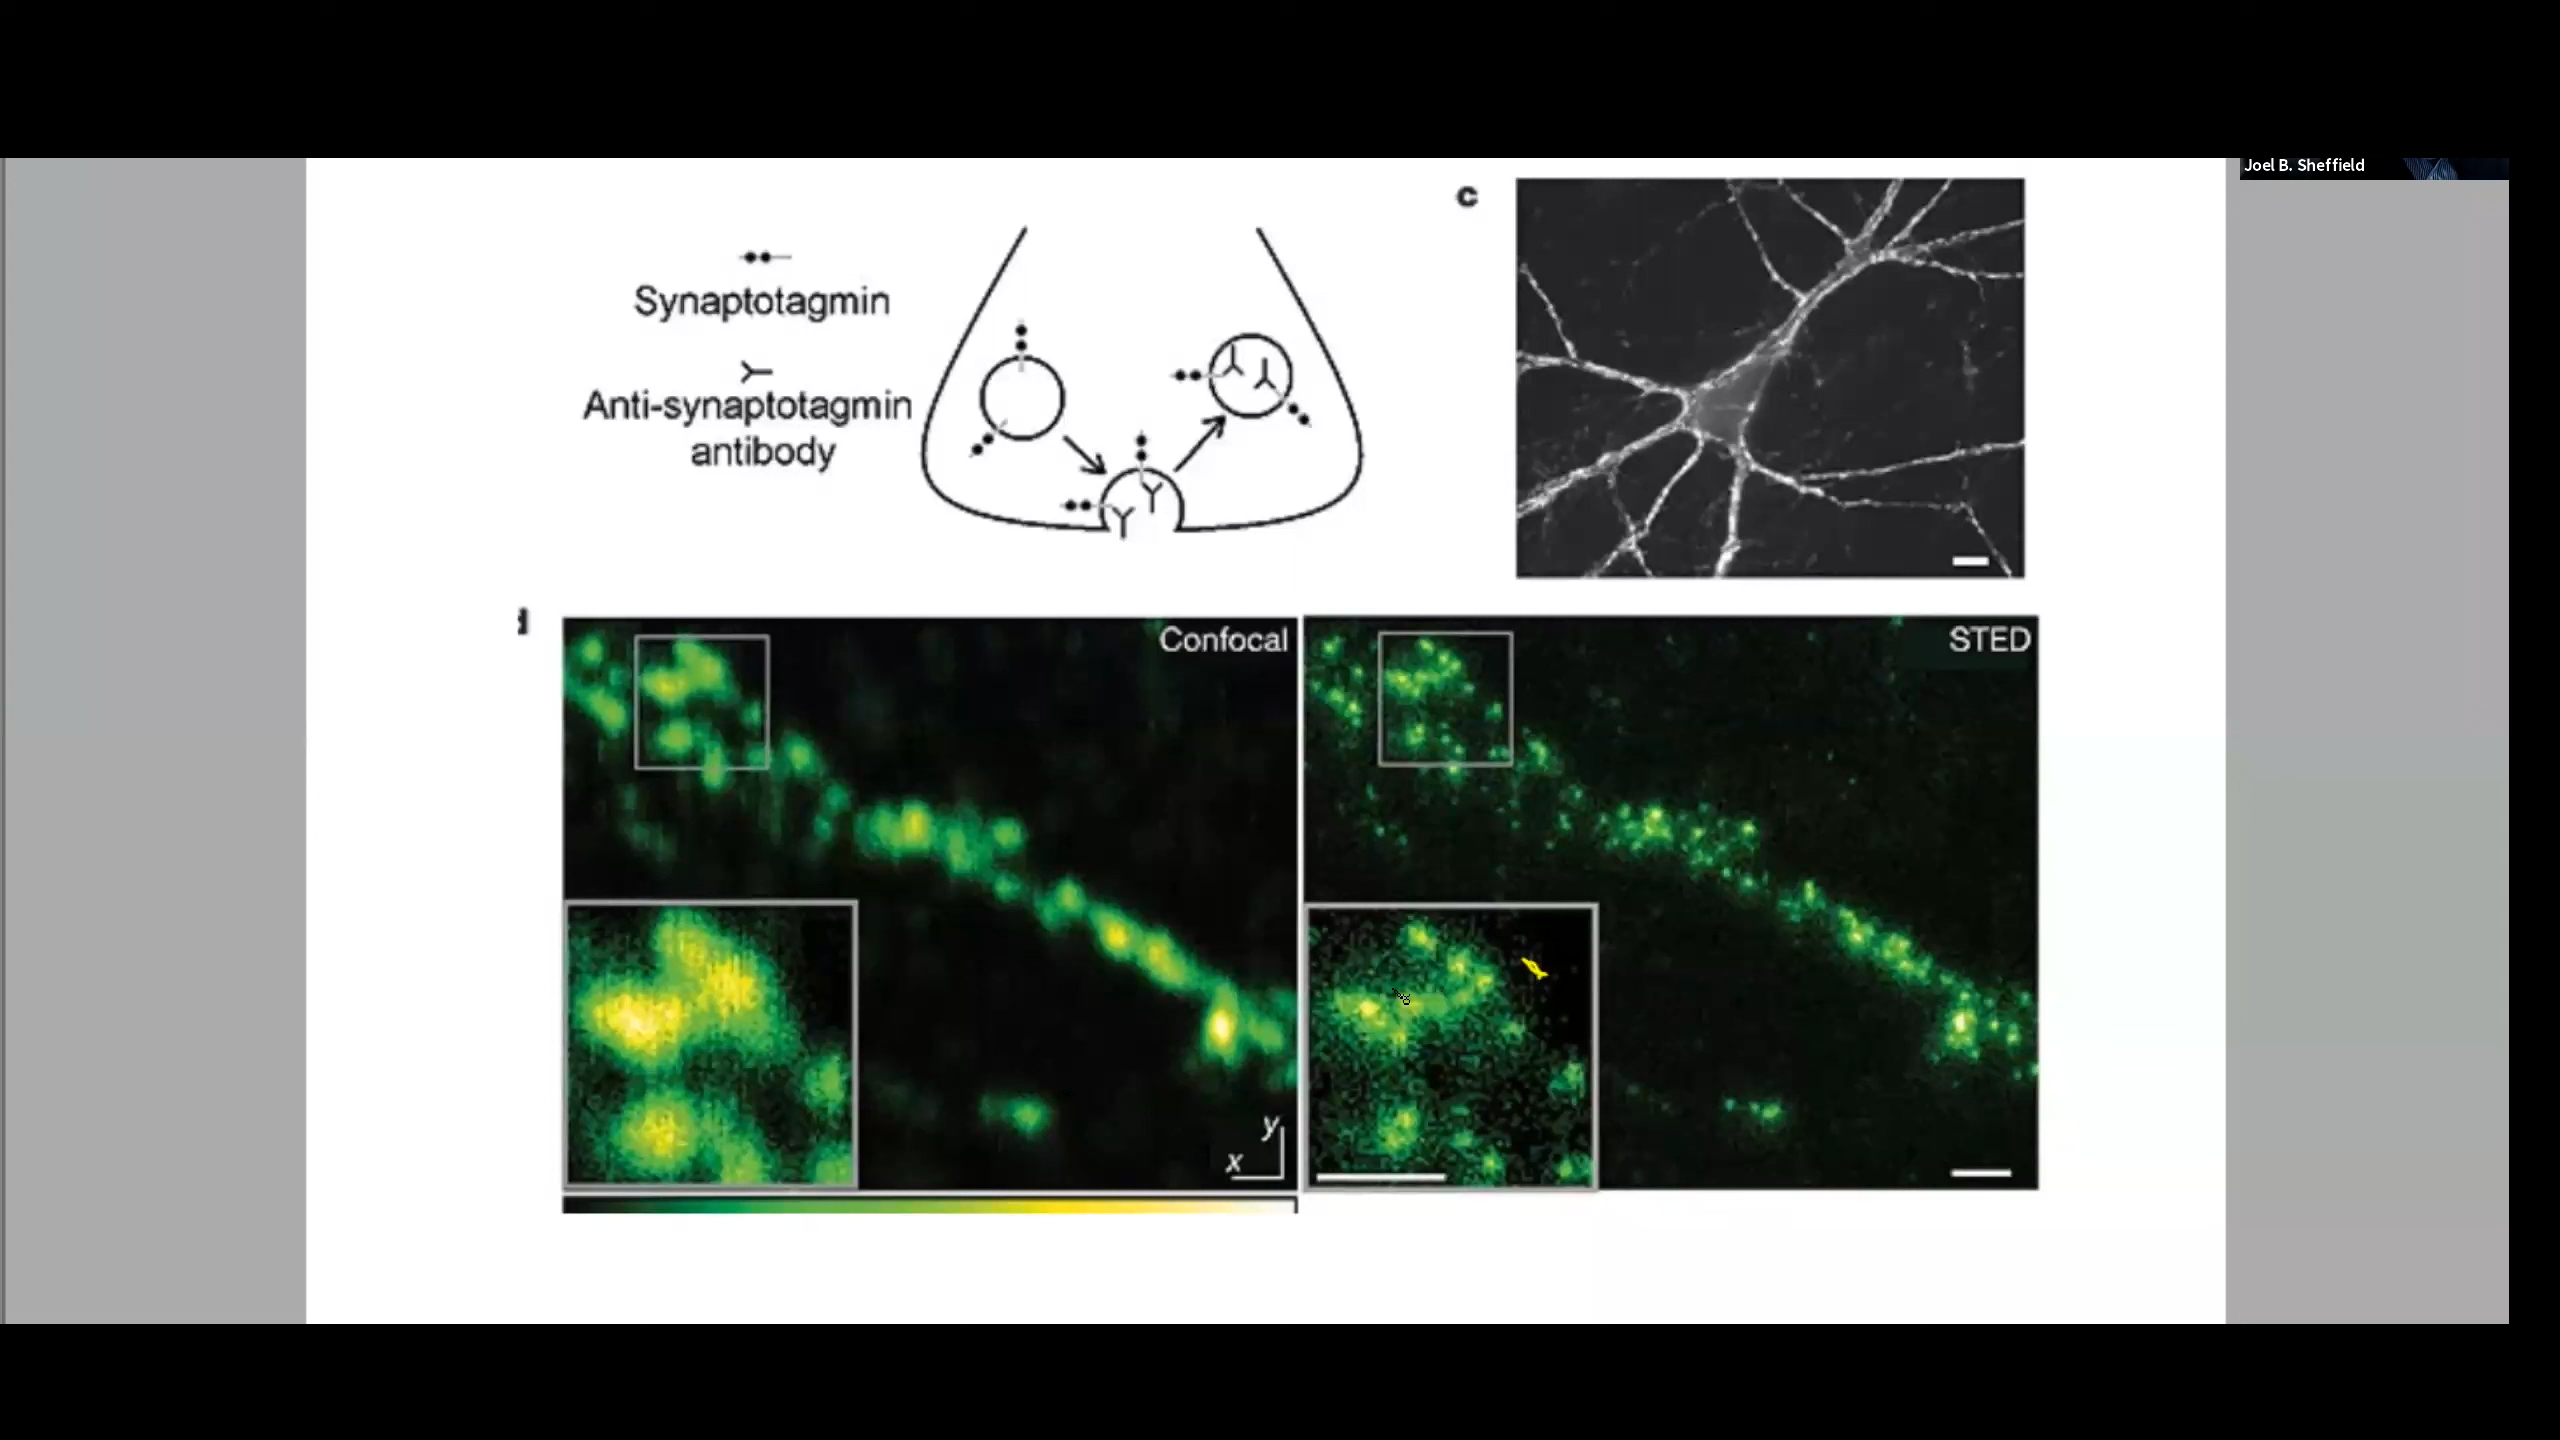 Joel B. Sheffield
c
Synaptotagmin
Anti-synaptotagmin
antibody
Confocal
STED
y
x